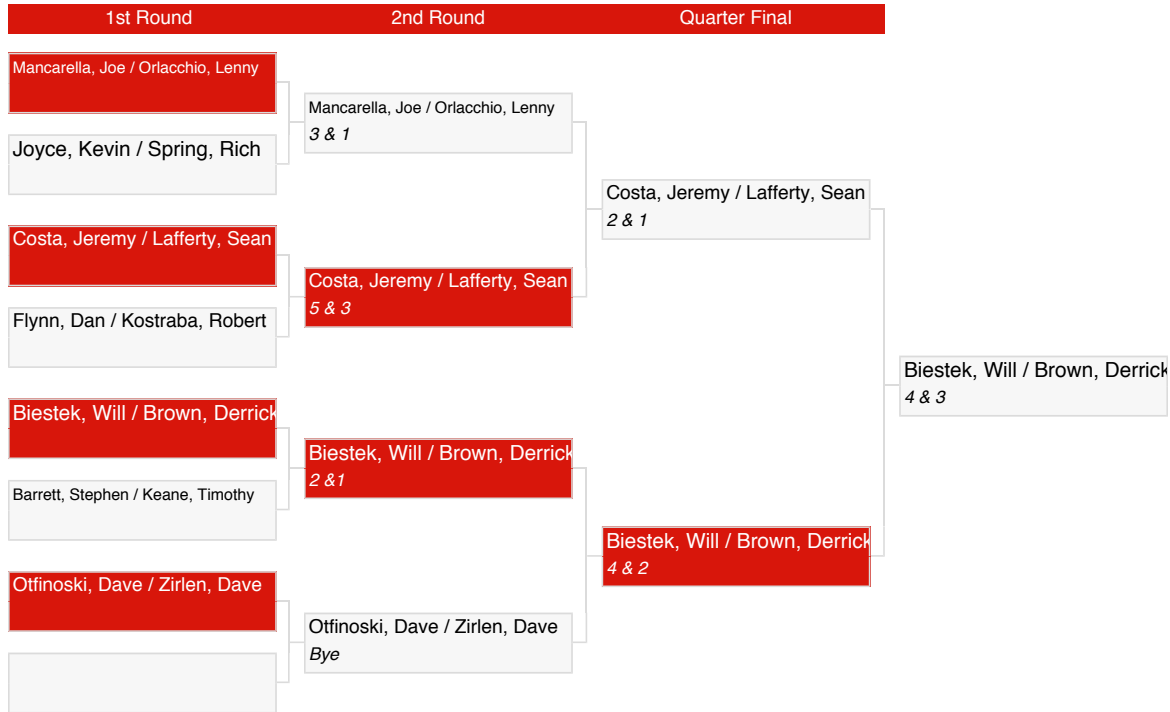 1st Round
2nd Round
Quarter Final
Mancarella, Joe / Orlacchio, Lenny
Joyce, Kevin / Spring, Rich
Costa, Jeremy / Lafferty, Sean
Flynn, Dan / Kostraba, Robert
Biestek, Will / Brown, Derrick
Barrett, Stephen / Keane, Timothy
Otfinoski, Dave / Zirlen, Dave
Mancarella, Joe / Orlacchio, Lenny
3 & 1
Costa, Jeremy / Lafferty, Sean
5 & 3
Biestek, Will / Brown, Derrick
2 &1
Otfinoski, Dave / Zirlen, Dave
Bye
Costa, Jeremy / Lafferty, Sean
2 & 1
Biestek, Will / Brown, Derrick
4 & 2
Biestek, Will / Brown, Derrick
4 & 3